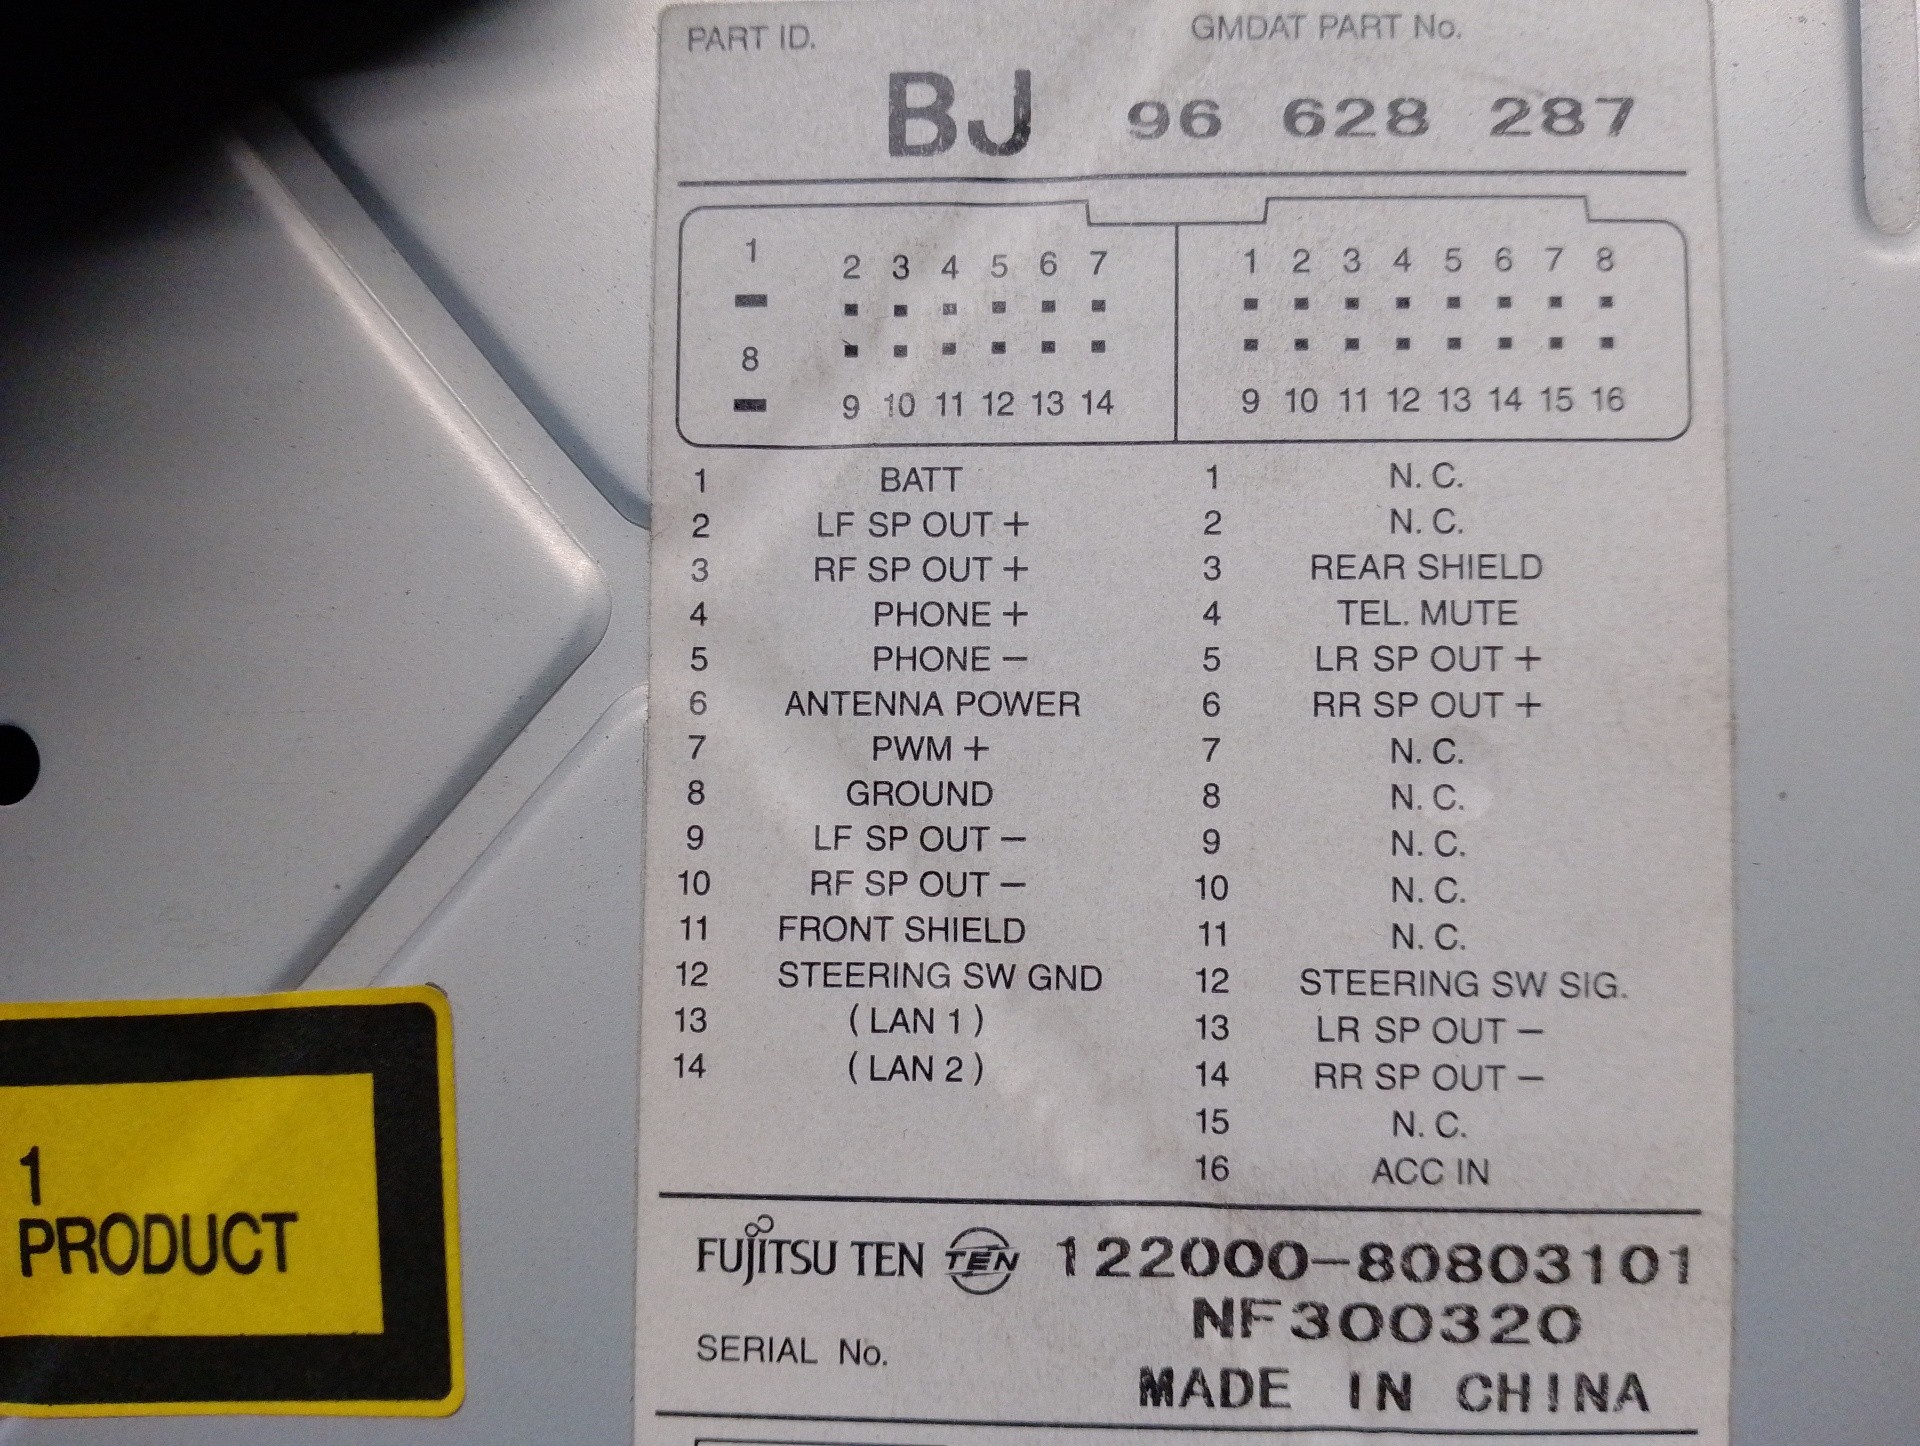 PART ID. GMDAT PART No.
BJ 96 628 287
1 2 3 4 5 6 7 1 2 3 4 5 6 7 8
8 9 10 11 12 13 14 9 10 11 12 13 14 15 16
1 BATT 1 N. C.
2 LF SP OUT + 2 N. C.
3 RF SP OUT + 3 REAR SHIELD
4 PHONE + 4 TEL. MUTE
5 PHONE − 5 LR SP OUT +
6 ANTENNA POWER 6 RR SP OUT +
7 PWM + 7 N. C.
8 GROUND 8 N. C.
9 LF SP OUT − 9 N. C.
10 RF SP OUT − 10 N. C.
11 FRONT SHIELD 11 N. C.
12 STEERING SW GND 12 STEERING SW SIG.
13 ( LAN 1 ) 13 LR SP OUT −
14 ( LAN 2 ) 14 RR SP OUT −
15 N. C.
16 ACC IN
FUJITSU TEN TEN 122000-80803101
NF300320
SERIAL No.
MADE IN CHINA
1
PRODUCT